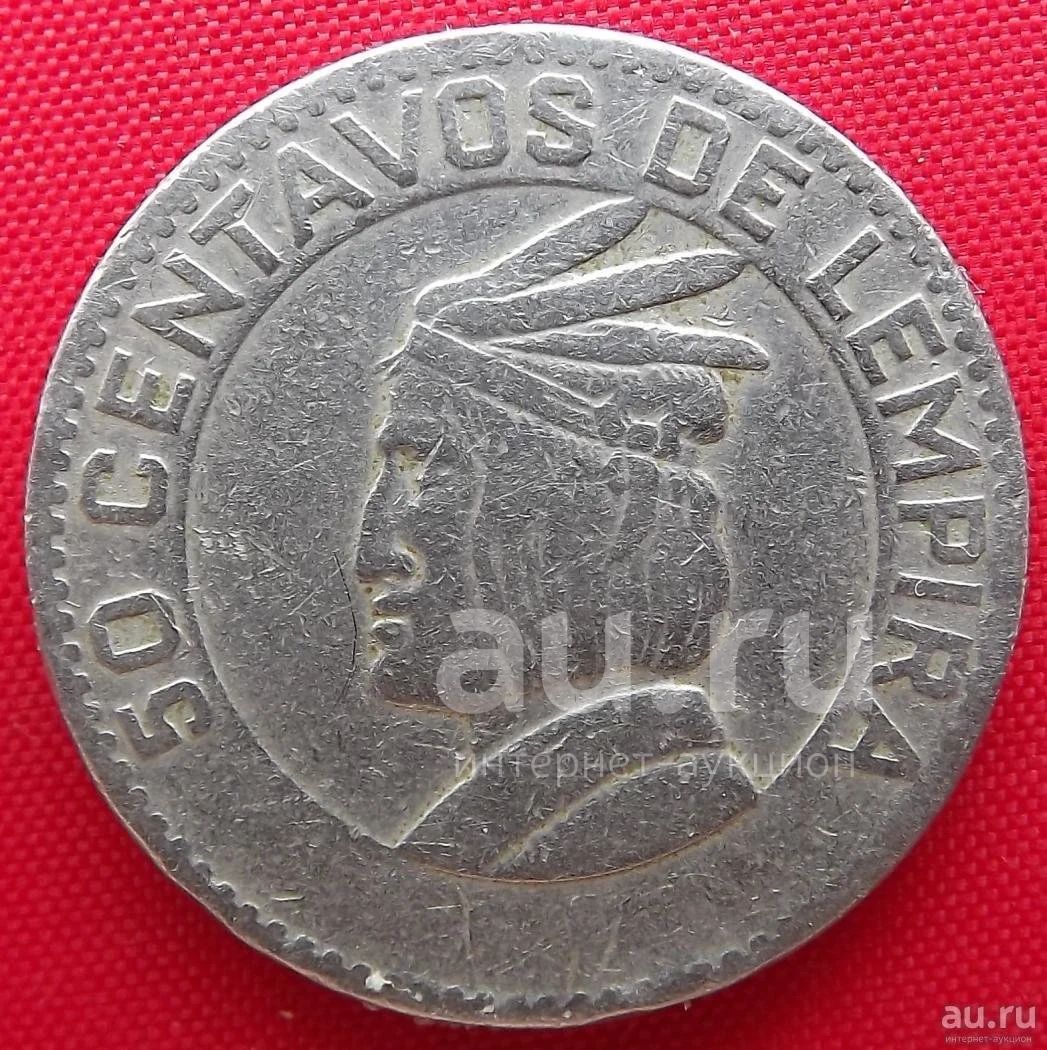 50 CENTAVOS DE LEMPIRA
au.ru
интернет-аукцион
au.ru
интернет-аукцион